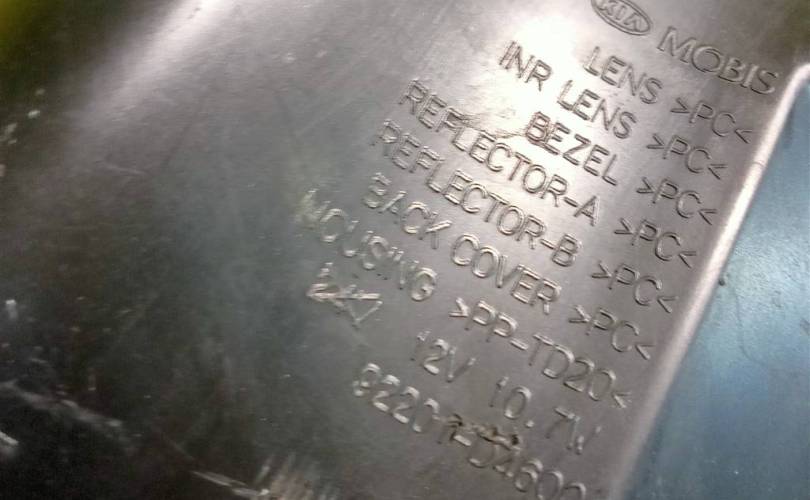 KIA MOBIS
LENS >PC<
INR LENS >PC<
BEZEL >PC<
REFLECTOR-A >PC<
REFLECTOR-B >PC<
BACK COVER >PC<
HOUSING >PP-TD20<
12V 10.7W